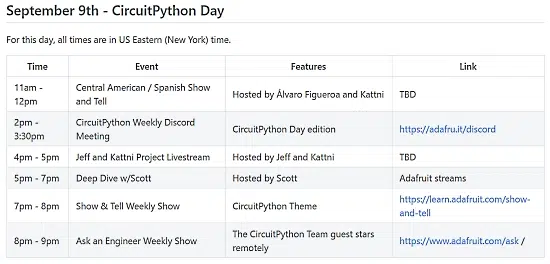 September 9th - CircuitPython Day
For this day, all times are in US Eastern (New York) time.
Time Event Features Link
11am - Central American / Spanish Show
12pm and Tell Hosted by Álvaro Figueroa and Kattni TBD
2pm - CircuitPython Weekly Discord
3:30pm Meeting CircuitPython Day edition https://adafru.it/discord
4pm - 5pm Jeff and Kattni Project Livestream Hosted by Jeff and Kattni TBD
5pm - 7pm Deep Dive w/Scott Hosted by Scott Adafruit streams
7pm - 8pm Show & Tell Weekly Show CircuitPython Theme https://learn.adafruit.com/show-
and-tell
8pm - 9pm Ask an Engineer Weekly Show The CircuitPython Team guest stars
remotely https://www.adafruit.com/ask /